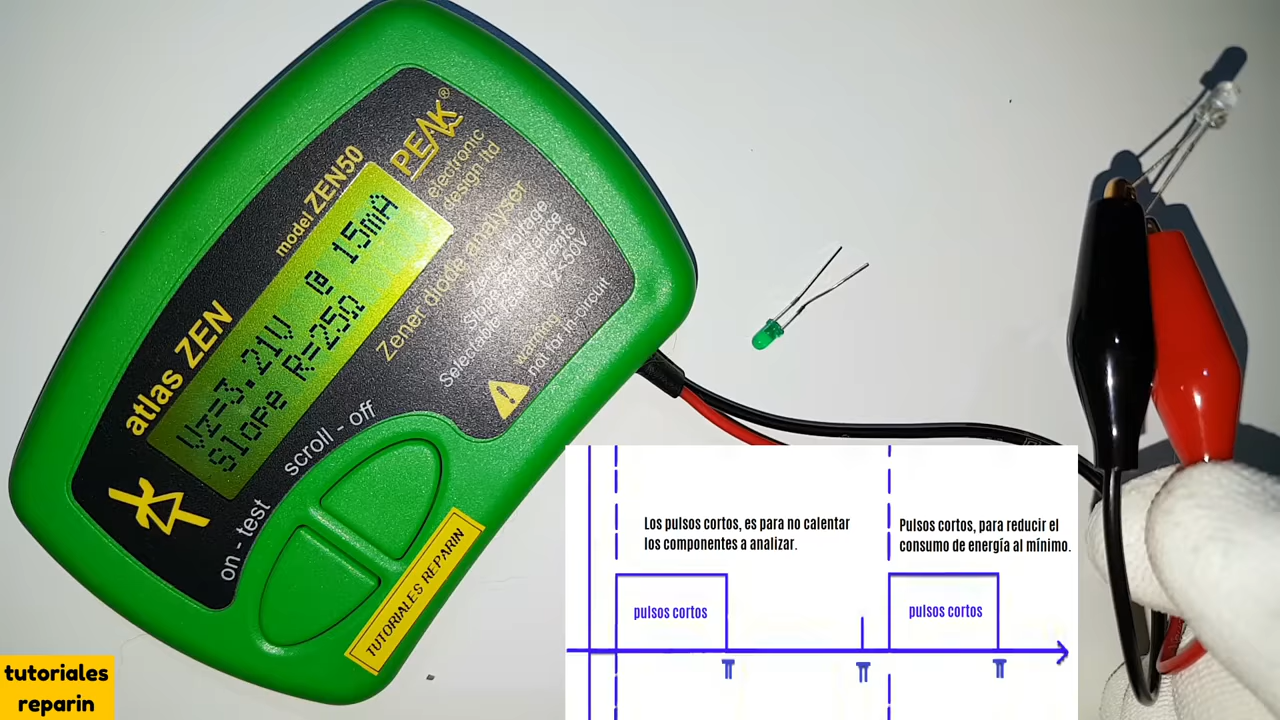 PEAK®
electronic
design ltd
model ZEN50
atlas ZEN
Vz=3.21V @ 15mA
Slope R=25Ω
Zener diode analyser
Zener Voltage
Slope Resistance
Selectable Test Currents
Vz<50V
Warning:
not for in-circuit
scroll - off
on - test
TUTORIALES REPARIN
Los pulsos cortos, es para no calentar
los componentes a analizar.
Pulsos cortos, para reducir el
consumo de energía al mínimo.
pulsos cortos
pulsos cortos
π
π
π
tutoriales
reparin